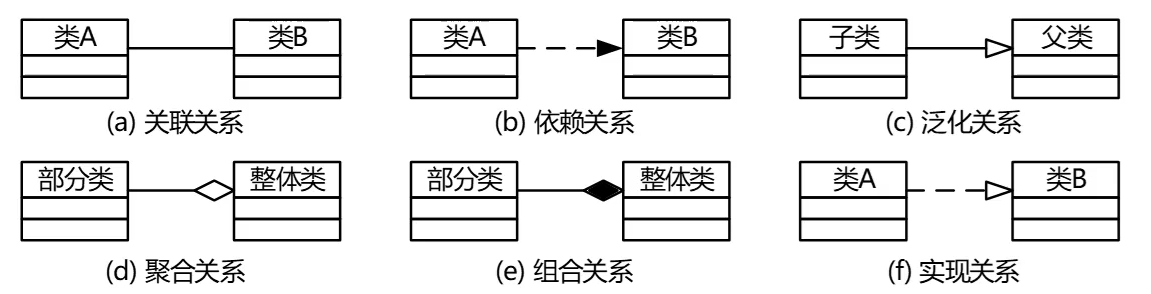 类A 类B 类A 类B 子类 父类
(a) 关联关系 (b) 依赖关系 (c) 泛化关系
部分类 整体类 部分类 整体类 类A 类B
(d) 聚合关系 (e) 组合关系 (f) 实现关系